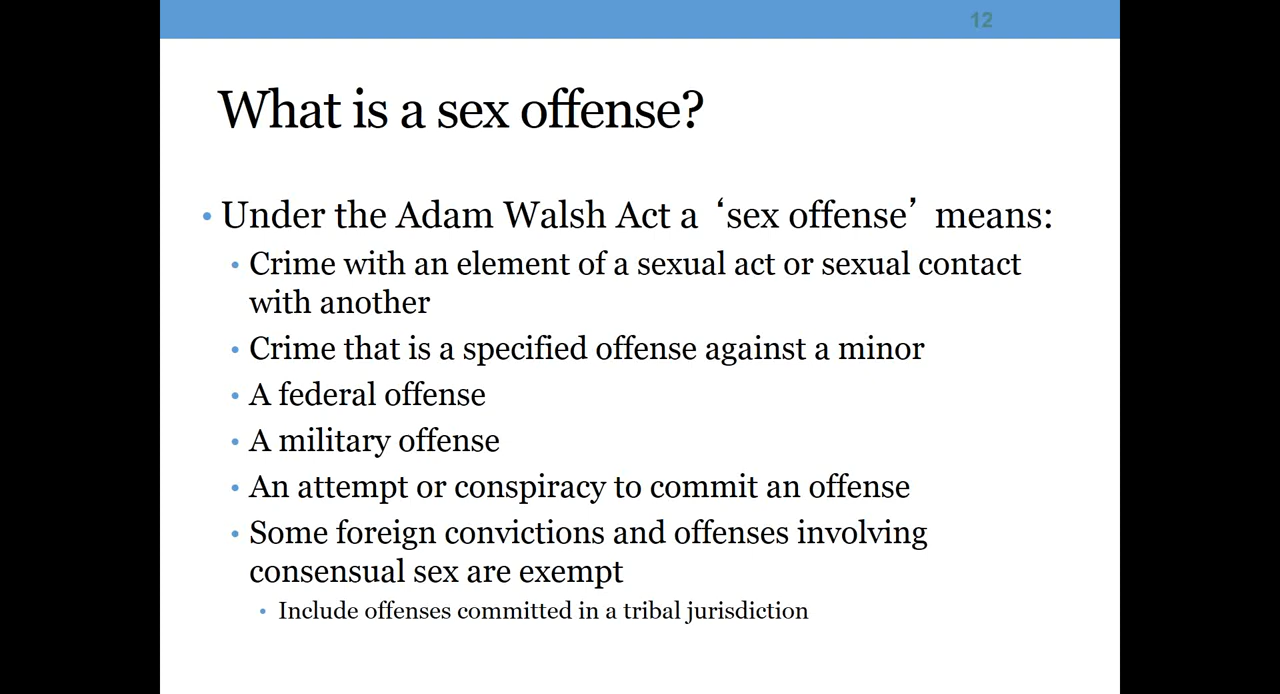 12
What is a sex offense?
• Under the Adam Walsh Act a ‘sex offense’ means:
• Crime with an element of a sexual act or sexual contact
with another
• Crime that is a specified offense against a minor
• A federal offense
• A military offense
• An attempt or conspiracy to commit an offense
• Some foreign convictions and offenses involving
consensual sex are exempt
• Include offenses committed in a tribal jurisdiction